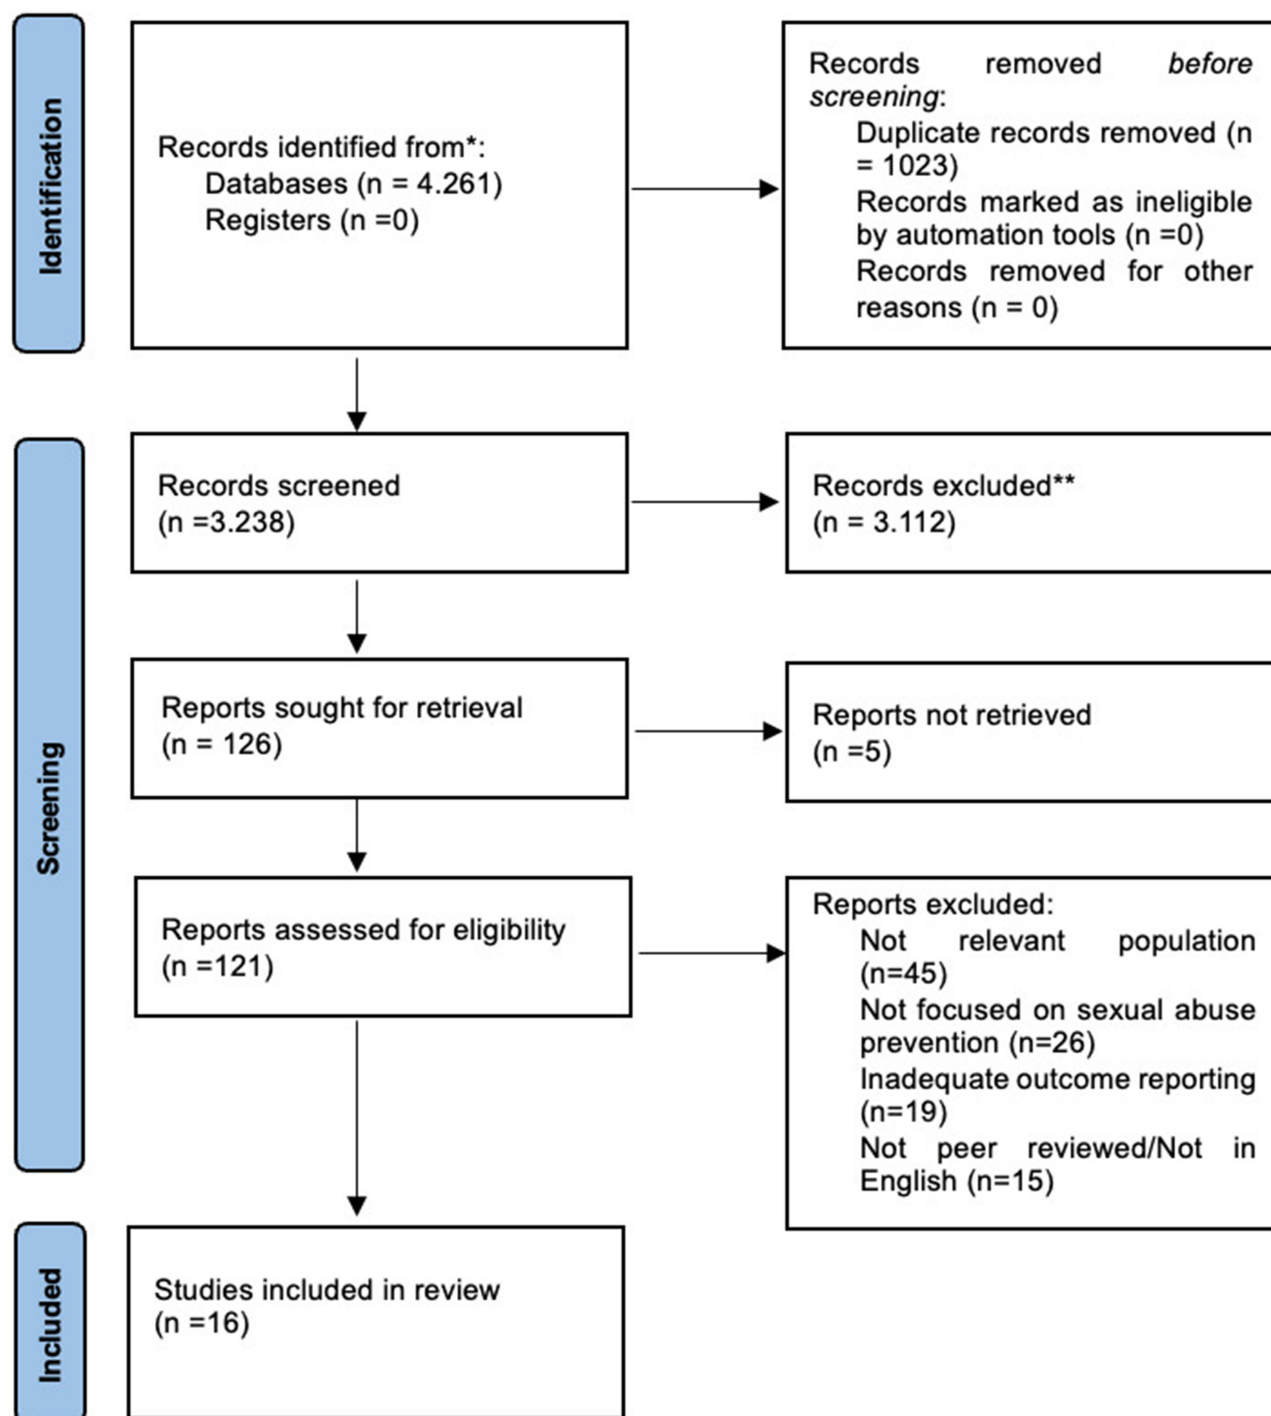 Identification
Records identified from*:
Databases (n = 4.261)
Registers (n =0)
Records removed before
screening:
Duplicate records removed (n
= 1023)
Records marked as ineligible
by automation tools (n =0)
Records removed for other
reasons (n = 0)
Screening
Records screened
(n =3.238)
Records excluded**
(n = 3.112)
Reports sought for retrieval
(n = 126)
Reports not retrieved
(n =5)
Reports assessed for eligibility
(n =121)
Reports excluded:
Not relevant population
(n=45)
Not focused on sexual abuse
prevention (n=26)
Inadequate outcome reporting
(n=19)
Not peer reviewed/Not in
English (n=15)
Included
Studies included in review
(n =16)